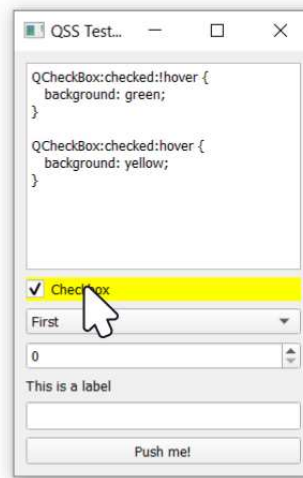 QSS Test...
QCheckBox:checked:!hover {
background: green;
}
QCheckBox:checked:hover {
background: yellow;
}
Checkbox
First
0
This is a label
Push me!